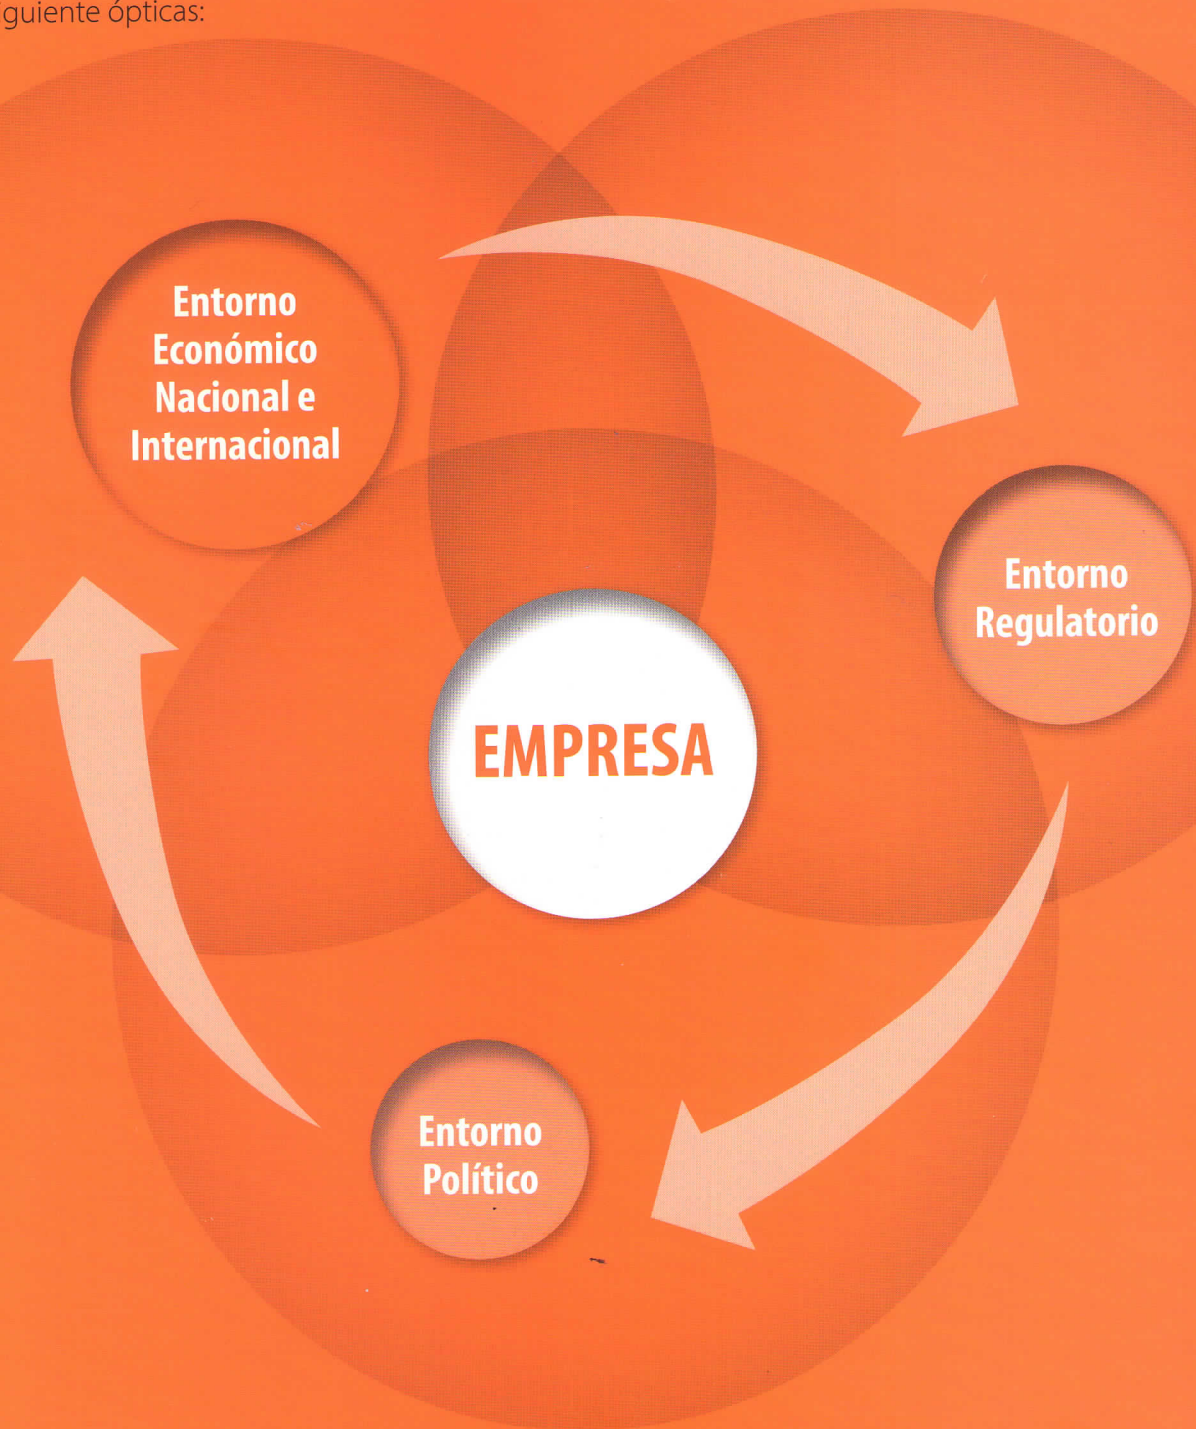 guiente ópticas:
Entorno
Económico
Nacional e
Internacional
Entorno
Regulatorio
EMPRESA
Entorno
Político